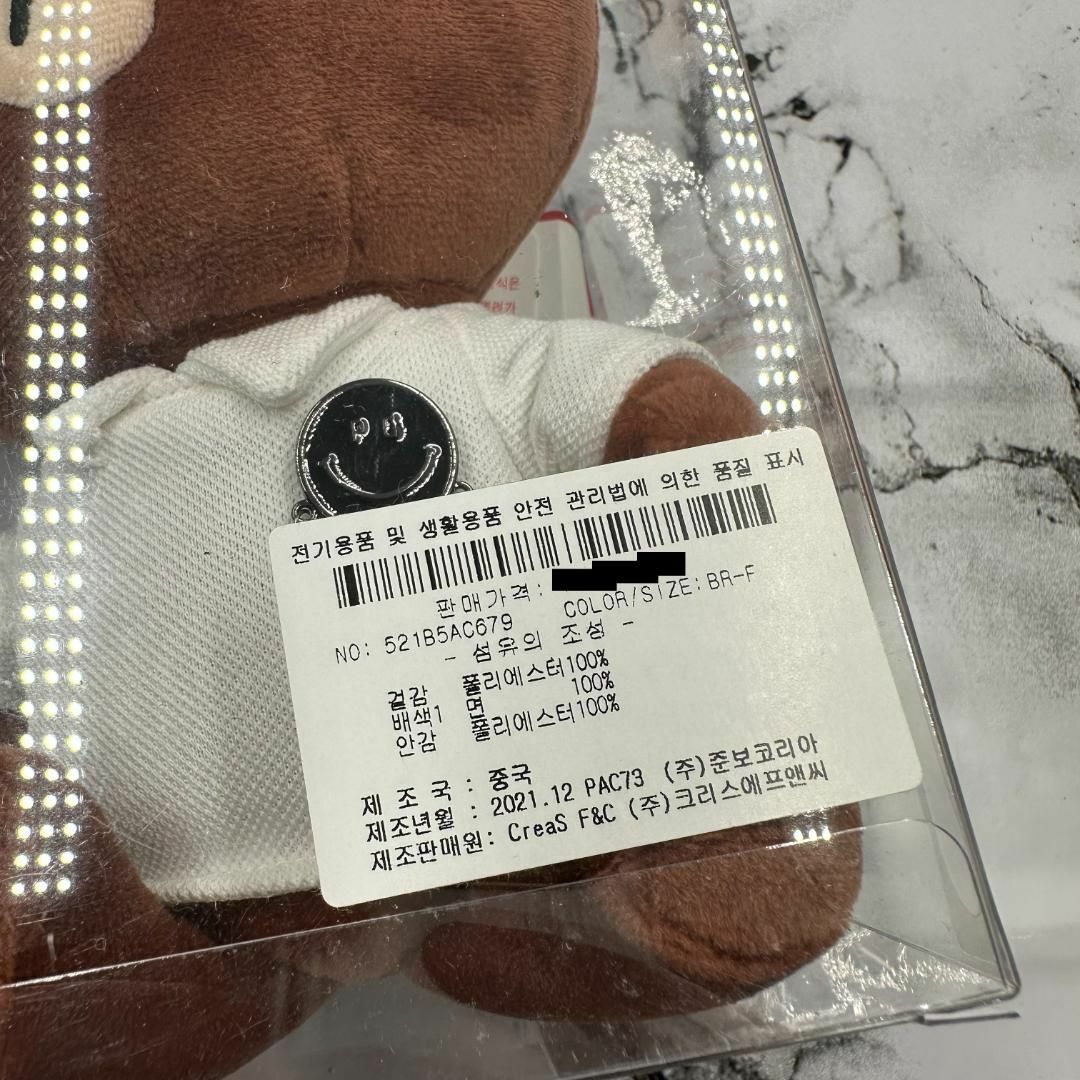 전기용품 및 생활용품 안전 관리법에 의한 품질 표시
판매가격:
NO: 521B5AC679 COLOR/SIZE:BR-F
- 섬유의 조성 -
겉감 폴리에스터100%
배색1 면 100%
안감 폴리에스터100%
제 조 국 : 중국
제조년월 : 2021.12 PAC73 (주)준보코리아
제조판매원: CreaS F&C (주)크리스에프앤씨